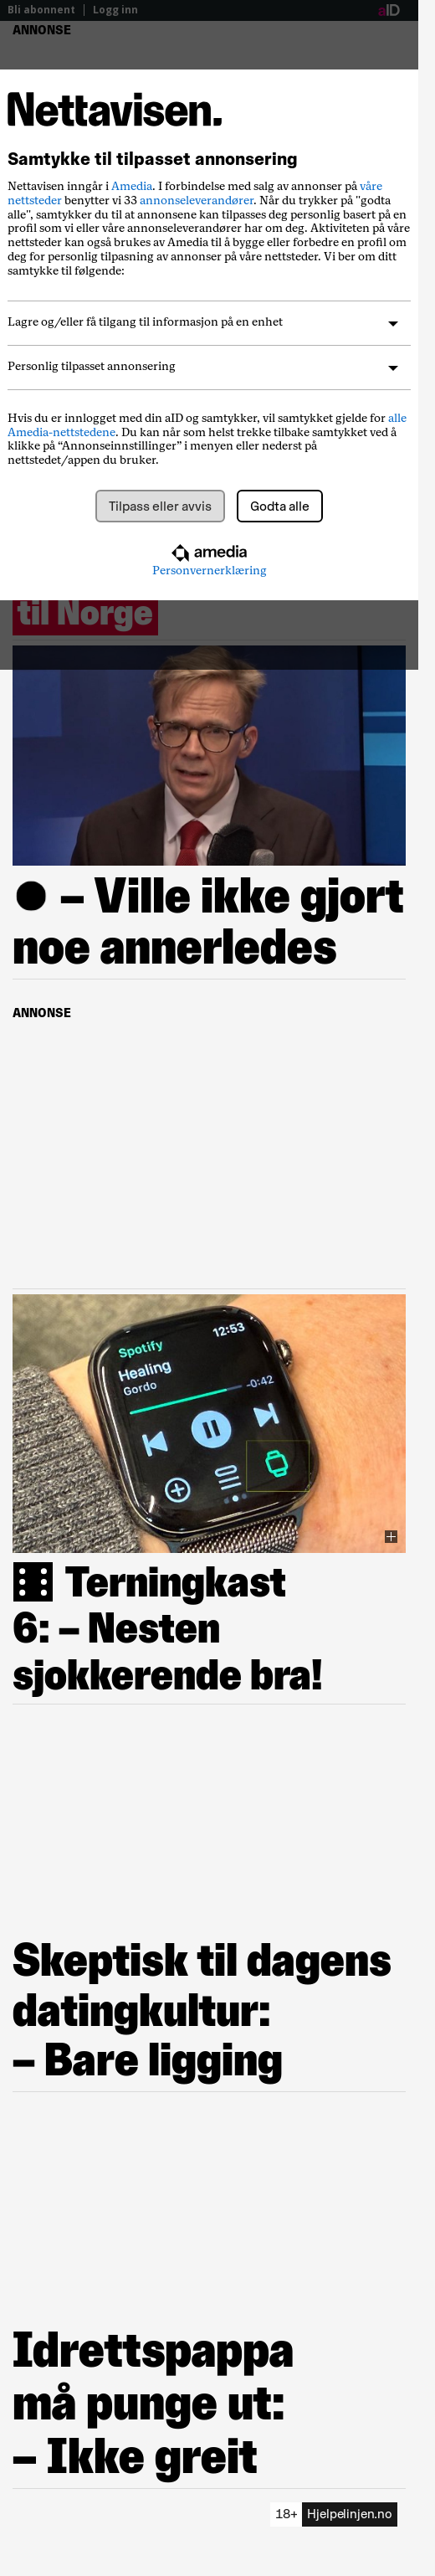 Bli abonnent | Logg inn
aID
ANNONSE
Nettavisen.
Samtykke til tilpasset annonsering
Nettavisen inngår i Amedia. I forbindelse med salg av annonser på våre
nettsteder benytter vi 33 annonseleverandører. Når du trykker på "godta
alle", samtykker du til at annonsene kan tilpasses deg personlig basert på en
profil som vi eller våre annonseleverandører har om deg. Aktiviteten på våre
nettsteder kan også brukes av Amedia til å bygge eller forbedre en profil om
deg for personlig tilpasning av annonser på våre nettsteder. Vi ber om ditt
samtykke til følgende:
Lagre og/eller få tilgang til informasjon på en enhet
Personlig tilpasset annonsering
Hvis du er innlogget med din aID og samtykker, vil samtykket gjelde for alle
Amedia-nettstedene. Du kan når som helst trekke tilbake samtykket ved å
klikke på “Annonseinnstillinger” i menyen eller nederst på
nettstedet/appen du bruker.
Tilpass eller avvis
Godta alle
amedia
Personvernerklæring
til Norge
– Ville ikke gjort
noe annerledes
ANNONSE
12:53
Spotify
Healing
Gordo
-0:42
Terningkast
6: – Nesten
sjokkerende bra!
Skeptisk til dagens
datingkultur:
– Bare ligging
Idrettspappa
må punge ut:
– Ikke greit
18+ Hjelpelinjen.no